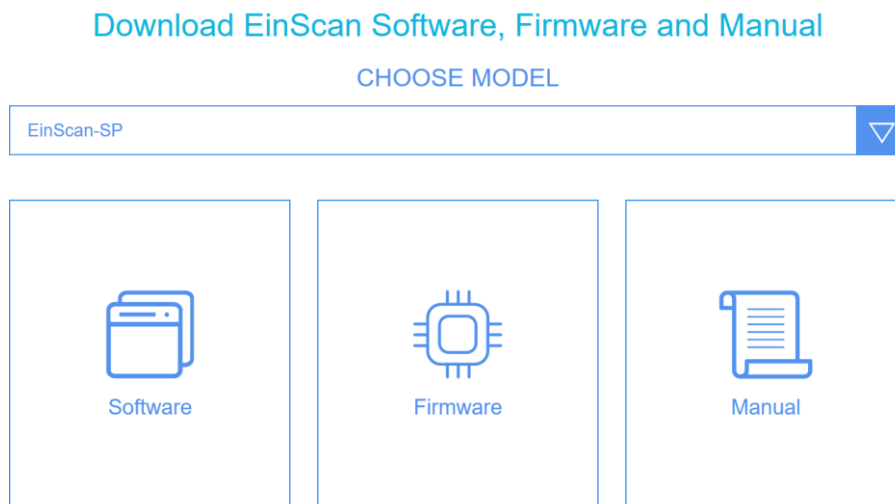 Download EinScan Software, Firmware and Manual
CHOOSE MODEL
EinScan-SP
Software
Firmware
Manual